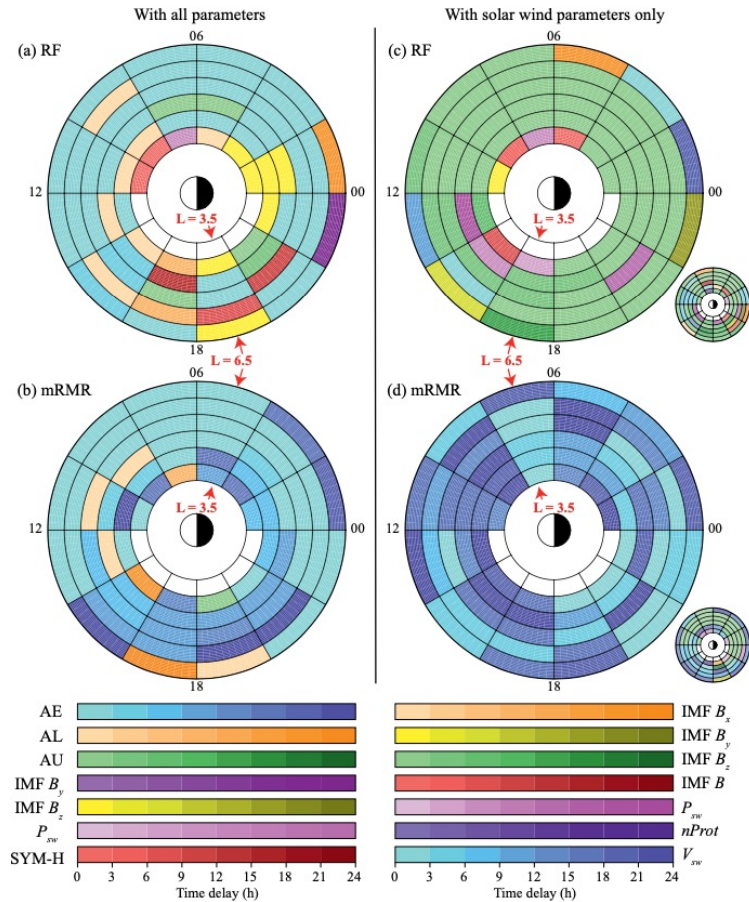 With all parameters
With solar wind parameters only
(a) RF
06
12
00
L = 3.5
18
(c) RF
06
12
00
L = 3.5
18
L = 6.5
L = 6.5
(b) mRMR
06
12
00
L = 3.5
18
(d) mRMR
06
12
00
L = 3.5
18
AE
AL
AU
IMF By
IMF Bz
Psw
SYM-H
0 3 6 9 12 15 18 21 24
Time delay (h)
IMF Bx
IMF By
IMF Bz
IMF B
Psw
nProt
Vsw
0 3 6 9 12 15 18 21 24
Time delay (h)